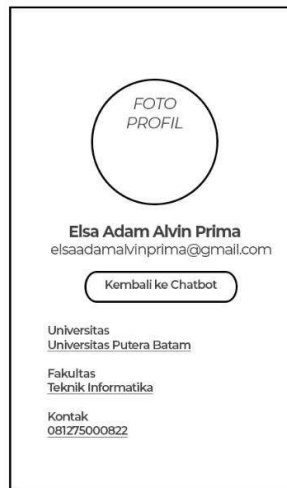 FOTO
PROFIL
Elsa Adam Alvin Prima
elsaadamalvinprima@gmail.com
Kembali ke Chatbot
Universitas
Universitas Putera Batam
Fakultas
Teknik Informatika
Kontak
081275000822